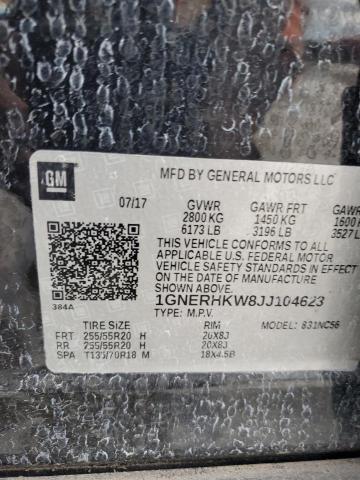 GM
MFD BY GENERAL MOTORS LLC
07/17 GVWR GAWR FRT GAWR
2800 KG 1450 KG 1600 K
6173 LB 3196 LB 3527 L
THIS VEHICLE CONFORMS TO ALL
APPLICABLE U.S. FEDERAL MOTOR
VEHICLE SAFETY STANDARDS IN EFFECT
ON THE DATE OF MANUFACTURE
1GNERHKW8JJ104623
384A
TYPE: M.P.V. MODEL: 831NC56
TIRE SIZE RIM
FRT 255/55R20 H 20X8J
RR 255/55R20 H 20X8J
SPA T135/70R18 M 18X4.5B